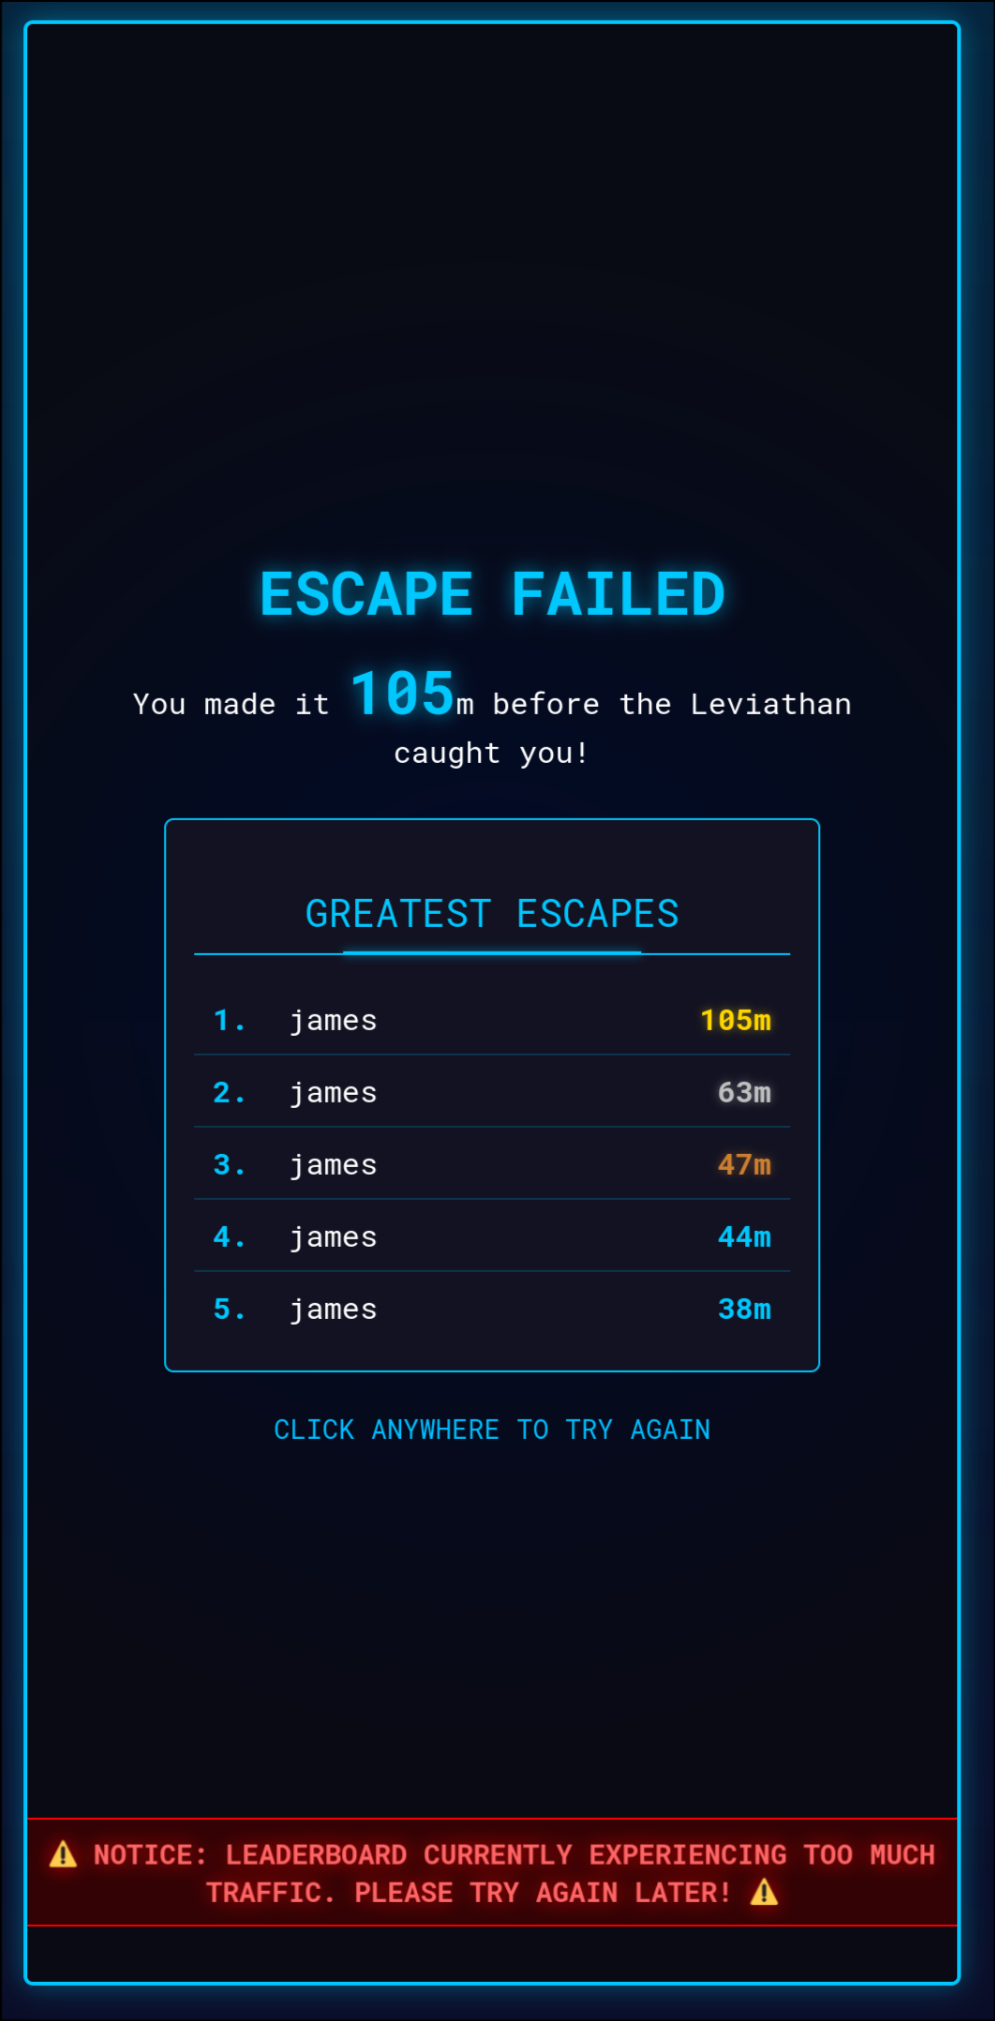 ESCAPE FAILED
You made it 105m before the Leviathan
caught you!
GREATEST ESCAPES
1. james 105m
2. james 63m
3. james 47m
4. james 44m
5. james 38m
CLICK ANYWHERE TO TRY AGAIN
⚠️ NOTICE: LEADERBOARD CURRENTLY EXPERIENCING TOO MUCH
TRAFFIC. PLEASE TRY AGAIN LATER! ⚠️